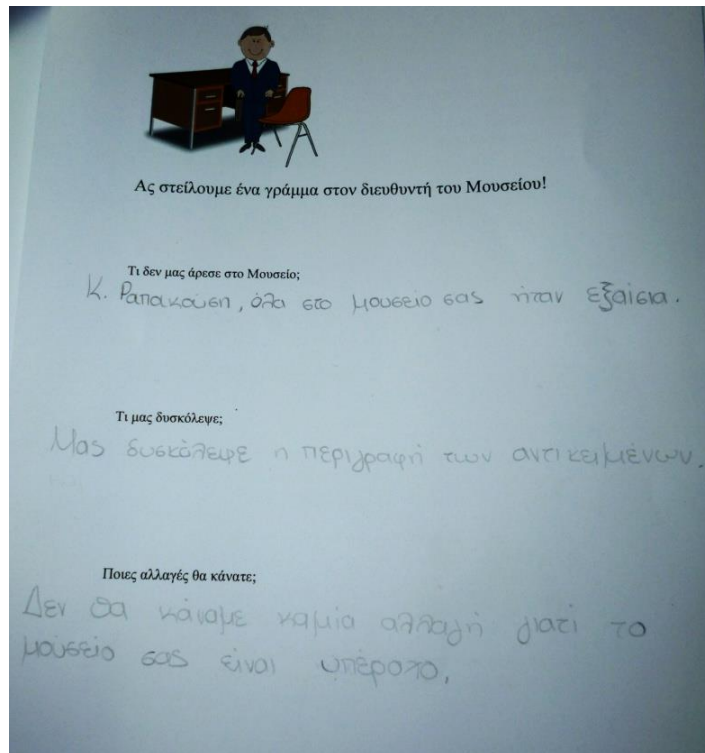 Ας στείλουμε ένα γράμμα στον διευθυντή του Μουσείου!
Τι δεν μας άρεσε στο Μουσείο;
Κ. Ραπακούση, όλα στο μουσείο σας ήταν εξαίσια.
Τι μας δυσκόλεψε;
Μας δυσκόλεψε η περιγραφή των αντικειμένων.
Ποιες αλλαγές θα κάνατε;
Δεν θα κάναμε καμία αλλαγή γιατί το
μουσείο σας είναι υπέροχο.